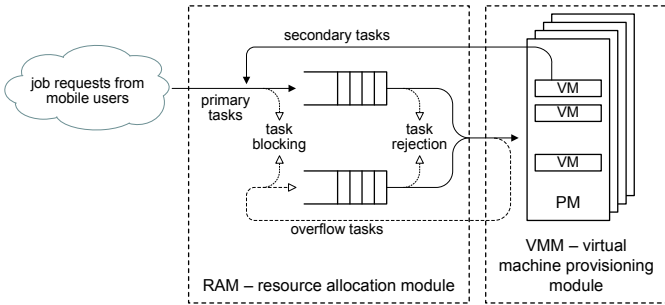 secondary tasks
job requests from
mobile users
primary
tasks
task
blocking
task
rejection
overflow tasks
RAM – resource allocation module
VM
VM
VM
PM
VMM – virtual
machine provisioning
module